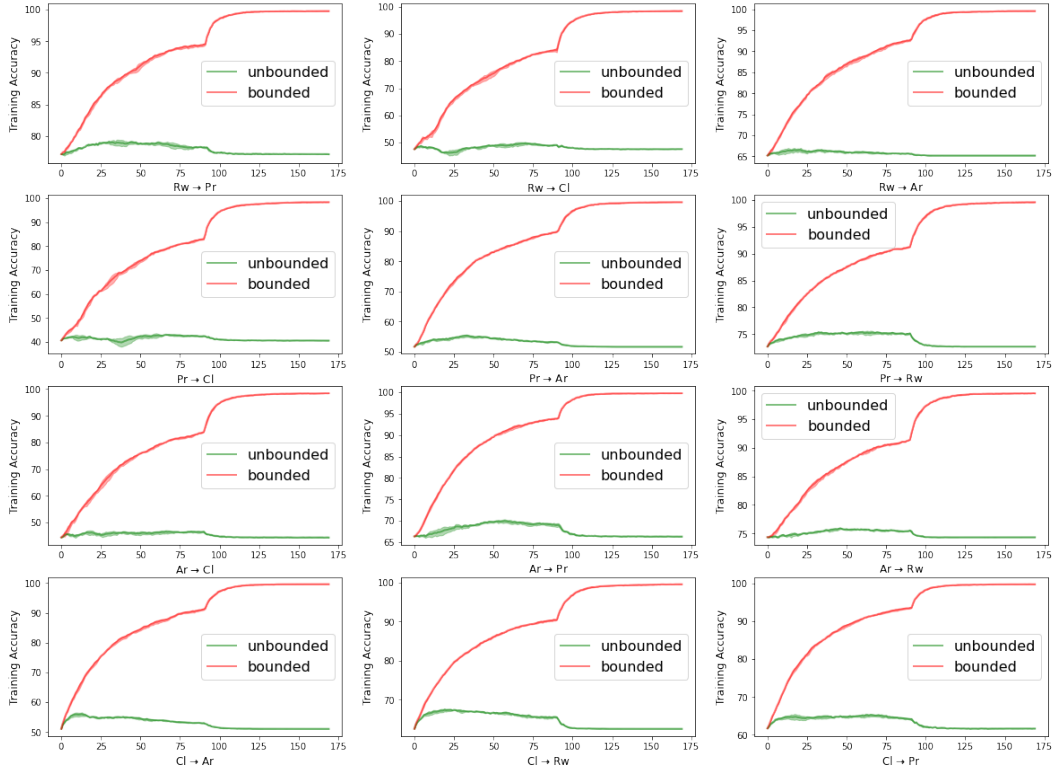 100
95
90
85
80
Training Accuracy
unbounded
bounded
0 25 50 75 100 125 150 175
Rw → Pr
100
90
80
70
60
50
Training Accuracy
unbounded
bounded
0 25 50 75 100 125 150 175
Rw → Cl
100
95
90
85
80
75
70
65
Training Accuracy
unbounded
bounded
0 25 50 75 100 125 150 175
Rw → Ar
100
90
80
70
60
50
40
Training Accuracy
unbounded
bounded
0 25 50 75 100 125 150 175
Pr → Cl
100
90
80
70
60
50
Training Accuracy
unbounded
bounded
0 25 50 75 100 125 150 175
Pr → Ar
100
95
90
85
80
75
Training Accuracy
unbounded
bounded
0 25 50 75 100 125 150 175
Pr → Rw
100
90
80
70
60
50
Training Accuracy
unbounded
bounded
0 25 50 75 100 125 150 175
Ar → Cl
100
95
90
85
80
75
70
65
Training Accuracy
unbounded
bounded
0 25 50 75 100 125 150 175
Ar → Pr
100
95
90
85
80
75
Training Accuracy
unbounded
bounded
0 25 50 75 100 125 150 175
Ar → Rw
100
90
80
70
60
50
Training Accuracy
unbounded
bounded
0 25 50 75 100 125 150 175
Cl → Ar
100
90
80
70
Training Accuracy
unbounded
bounded
0 25 50 75 100 125 150 175
Cl → Rw
100
90
80
70
60
Training Accuracy
unbounded
bounded
0 25 50 75 100 125 150 175
Cl → Pr